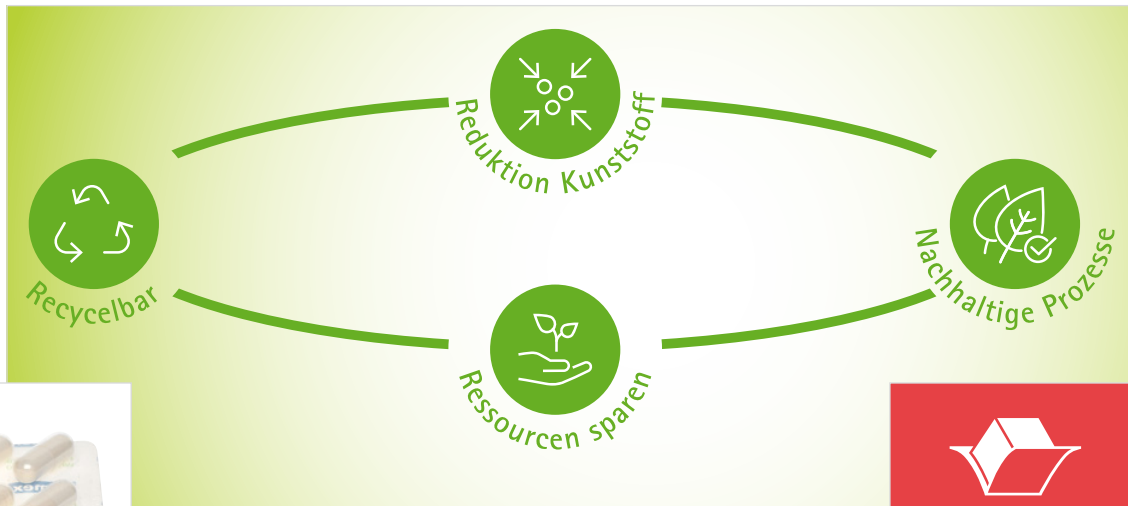 Reduktion Kunststoff
Recycelbar
Nachhaltige Prozesse
Ressourcen sparen